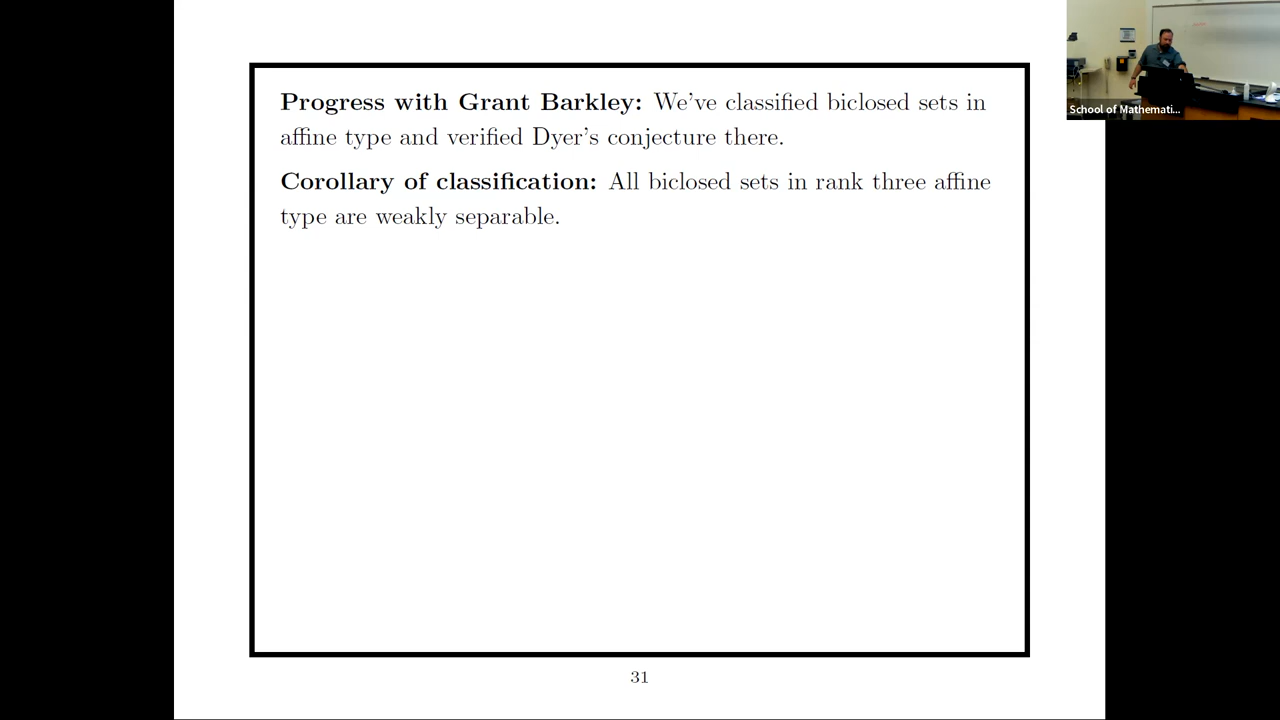 Progress with Grant Barkley: We've classified biclosed sets in
affine type and verified Dyer's conjecture there.
Corollary of classification: All biclosed sets in rank three affine
type are weakly separable.
31
School of Mathemati...